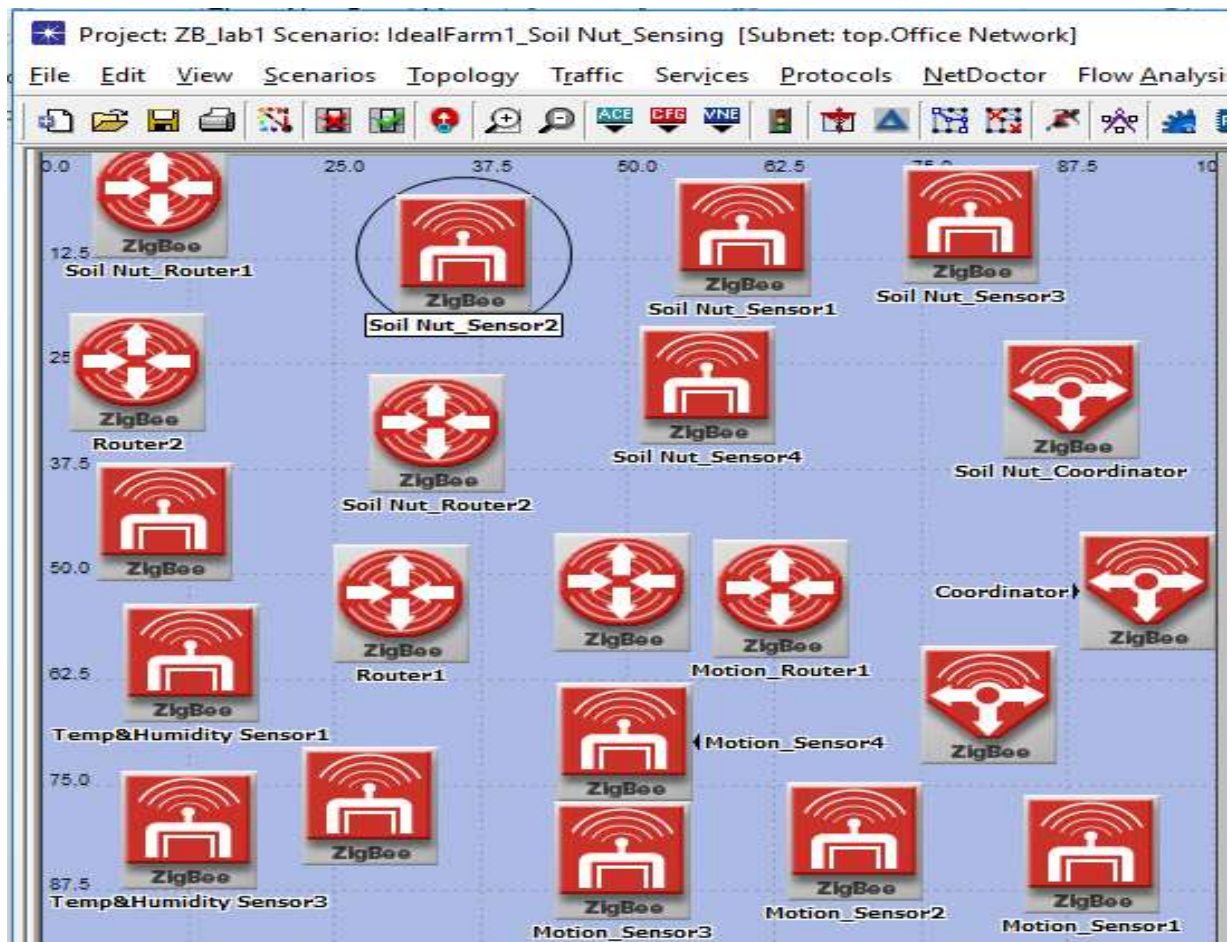 Project: ZB_lab1 Scenario: IdealFarm1_Soil Nut_Sensing [Subnet: top.Office Network]
File Edit View Scenarios Topology Traffic Services Protocols NetDoctor Flow Analysi
ACE CFG VNE
0.0 25.0 37.5 50.0 62.5 75.0 87.5 10
ZigBee
12.5
Soil Nut_Router1
ZigBee
Soil Nut_Sensor2
ZigBee
Soil Nut_Sensor1
ZigBee
Soil Nut_Sensor3
25
ZigBee
Router2
ZigBee
Soil Nut_Router2
ZigBee
Soil Nut_Sensor4
ZigBee
Soil Nut_Coordinator
37.5
ZigBee
50.0
ZigBee
Router1
ZigBee
ZigBee
Motion_Router1
Coordinator
ZigBee
62.5
ZigBee
Temp&Humidity Sensor1
ZigBee
Motion_Sensor4
ZigBee
75.0
ZigBee
ZigBee
87.5
Temp&Humidity Sensor3
ZigBee
Motion_Sensor3
ZigBee
Motion_Sensor2
ZigBee
Motion_Sensor1
ZigBee